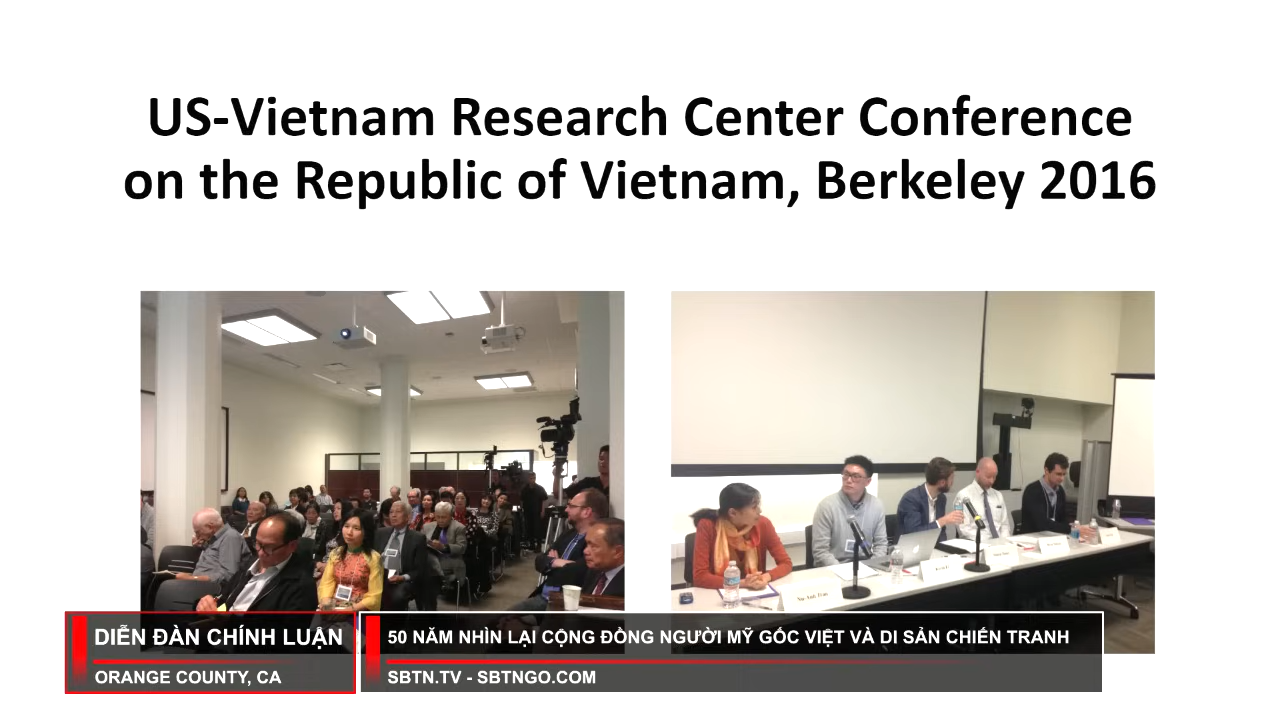 US-Vietnam Research Center Conference
on the Republic of Vietnam, Berkeley 2016
DIỄN ĐÀN CHÍNH LUẬN
ORANGE COUNTY, CA
50 NĂM NHÌN LẠI CỘNG ĐỒNG NGƯỜI MỸ GỐC VIỆT VÀ DI SẢN CHIẾN TRANH
SBTN.TV - SBTNGO.COM